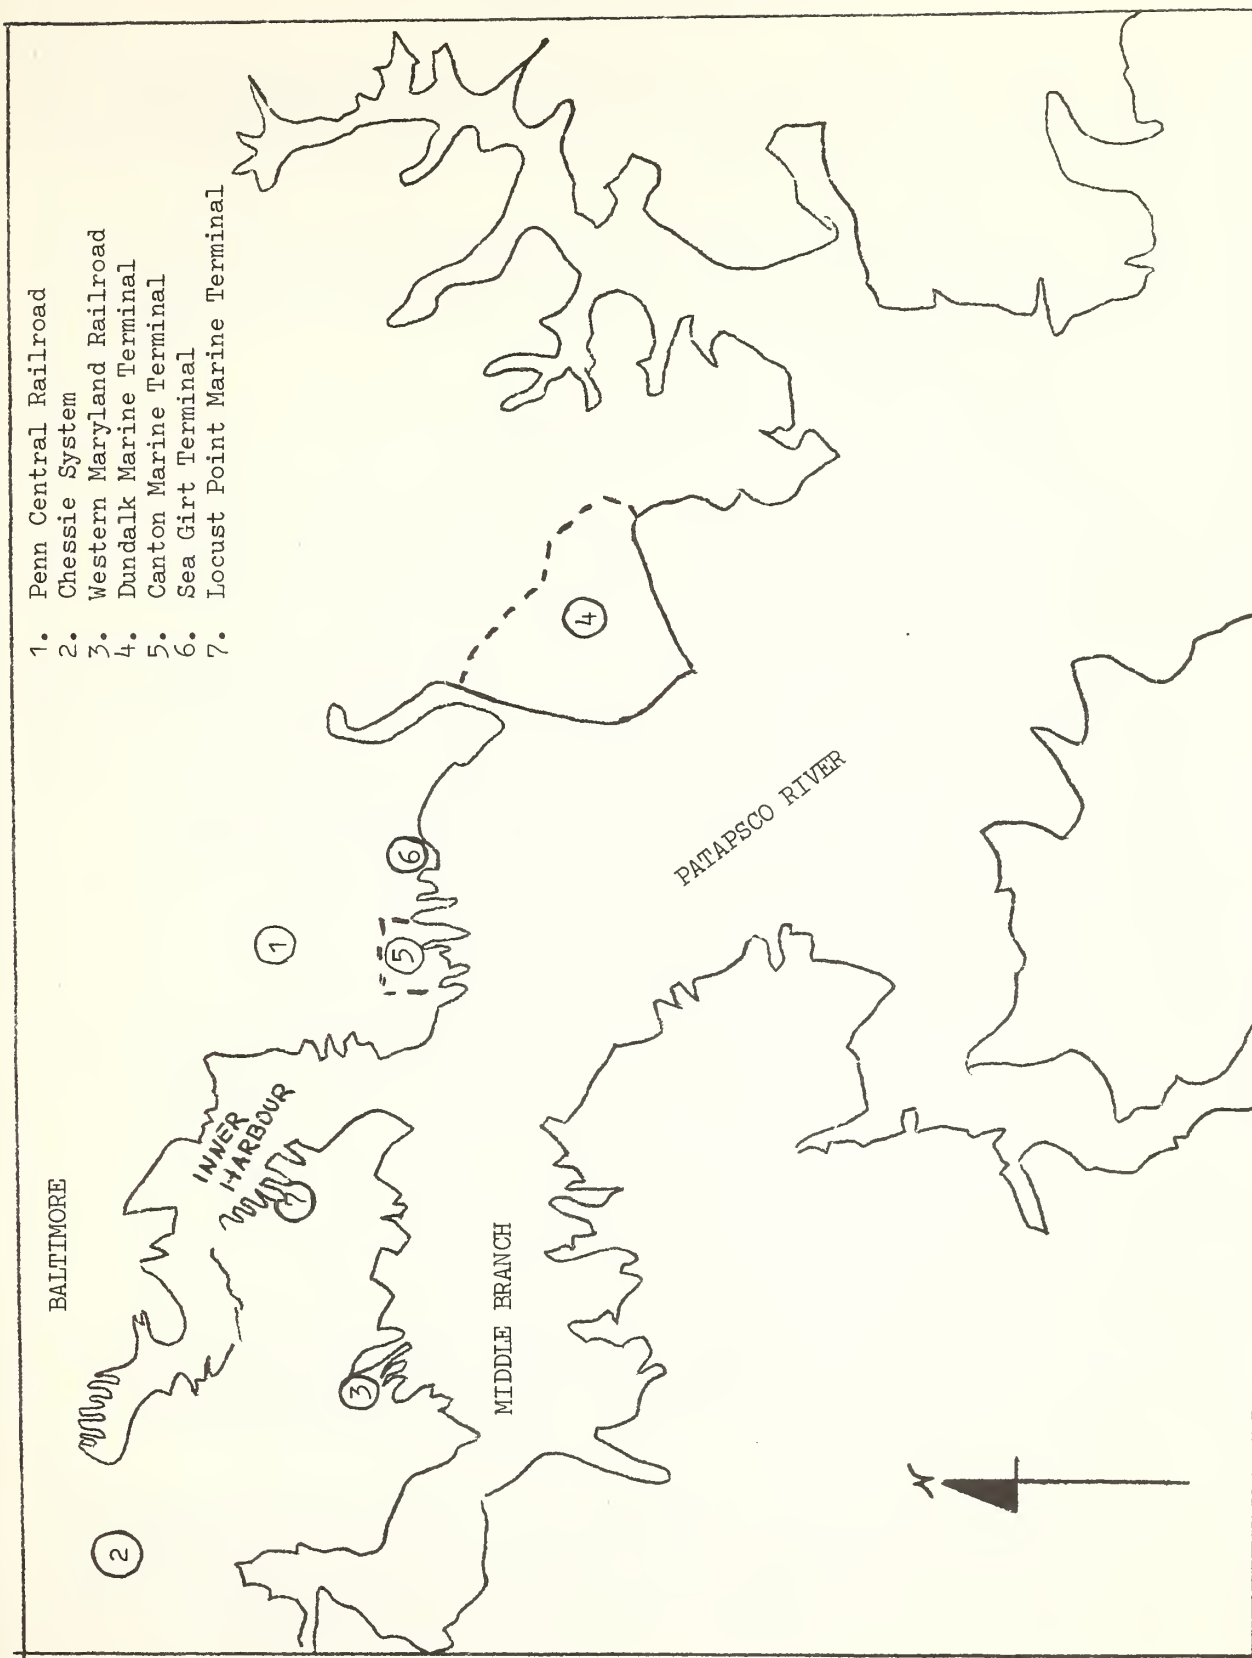 1. Penn Central Railroad
2. Chessie System
3. Western Maryland Railroad
4. Dundalk Marine Terminal
5. Canton Marine Terminal
6. Sea Girt Terminal
7. Locust Point Marine Terminal
BALTIMORE
INNER
HARBOUR
MIDDLE BRANCH
PATAPSCO RIVER
1
2
3
4
5
6
7
N